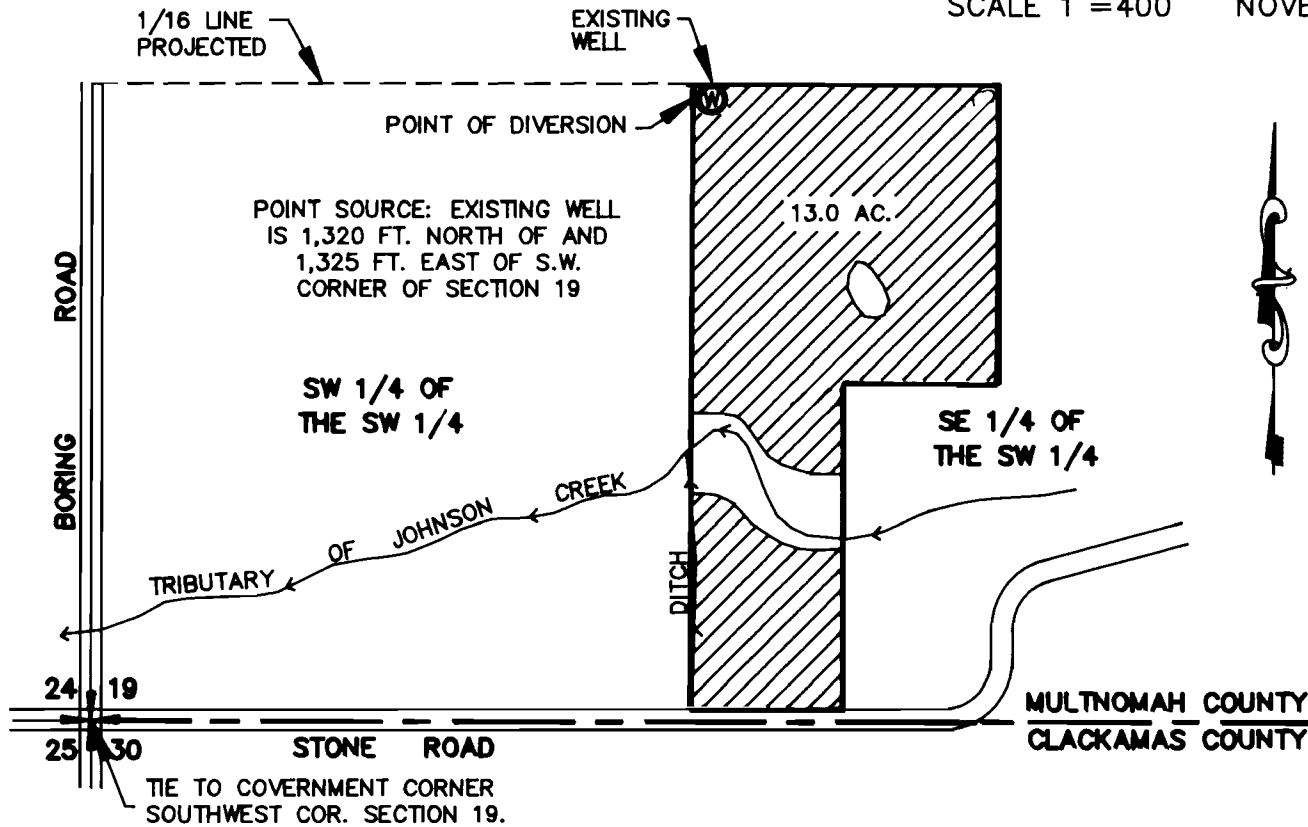 SCALE 1 =400 NOVE
1/16 LINE
PROJECTED
EXISTING
WELL
W
POINT OF DIVERSION
POINT SOURCE: EXISTING WELL
IS 1,320 FT. NORTH OF AND
1,325 FT. EAST OF S.W.
CORNER OF SECTION 19
13.0 AC.
BORING ROAD
SW 1/4 OF
THE SW 1/4
SE 1/4 OF
THE SW 1/4
TRIBUTARY OF JOHNSON CREEK
DITCH
24 19
25 30
STONE ROAD
MULTNOMAH COUNTY
CLACKAMAS COUNTY
TIE TO GOVERNMENT CORNER
SOUTHWEST COR. SECTION 19.